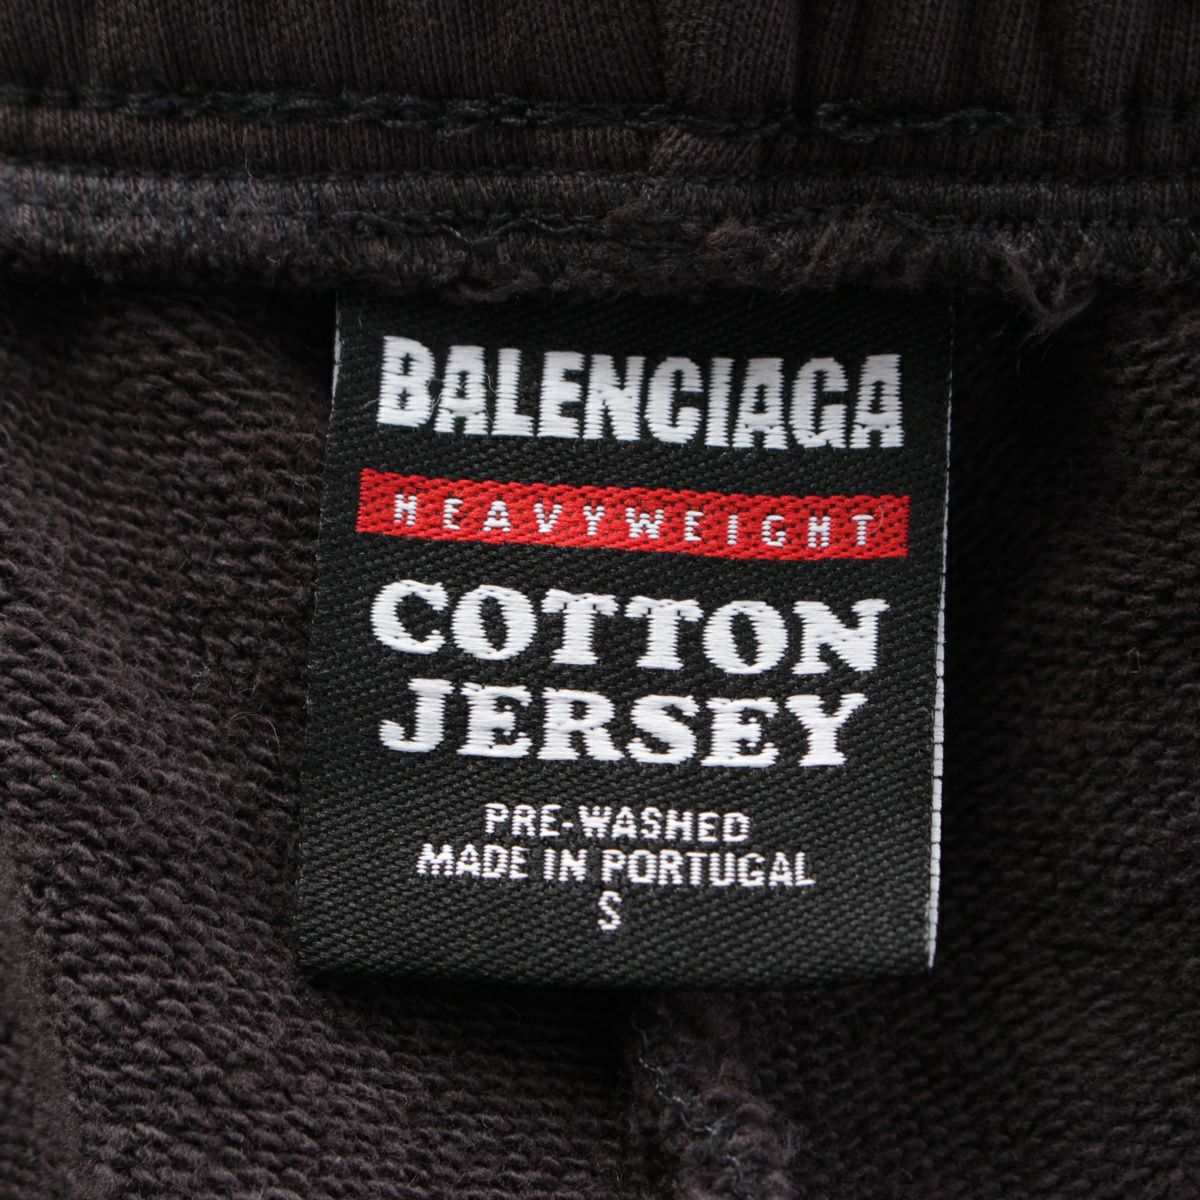 BALENCIAGA
HEAVYWEIGHT
COTTON
JERSEY
PRE-WASHED
MADE IN PORTUGAL
S